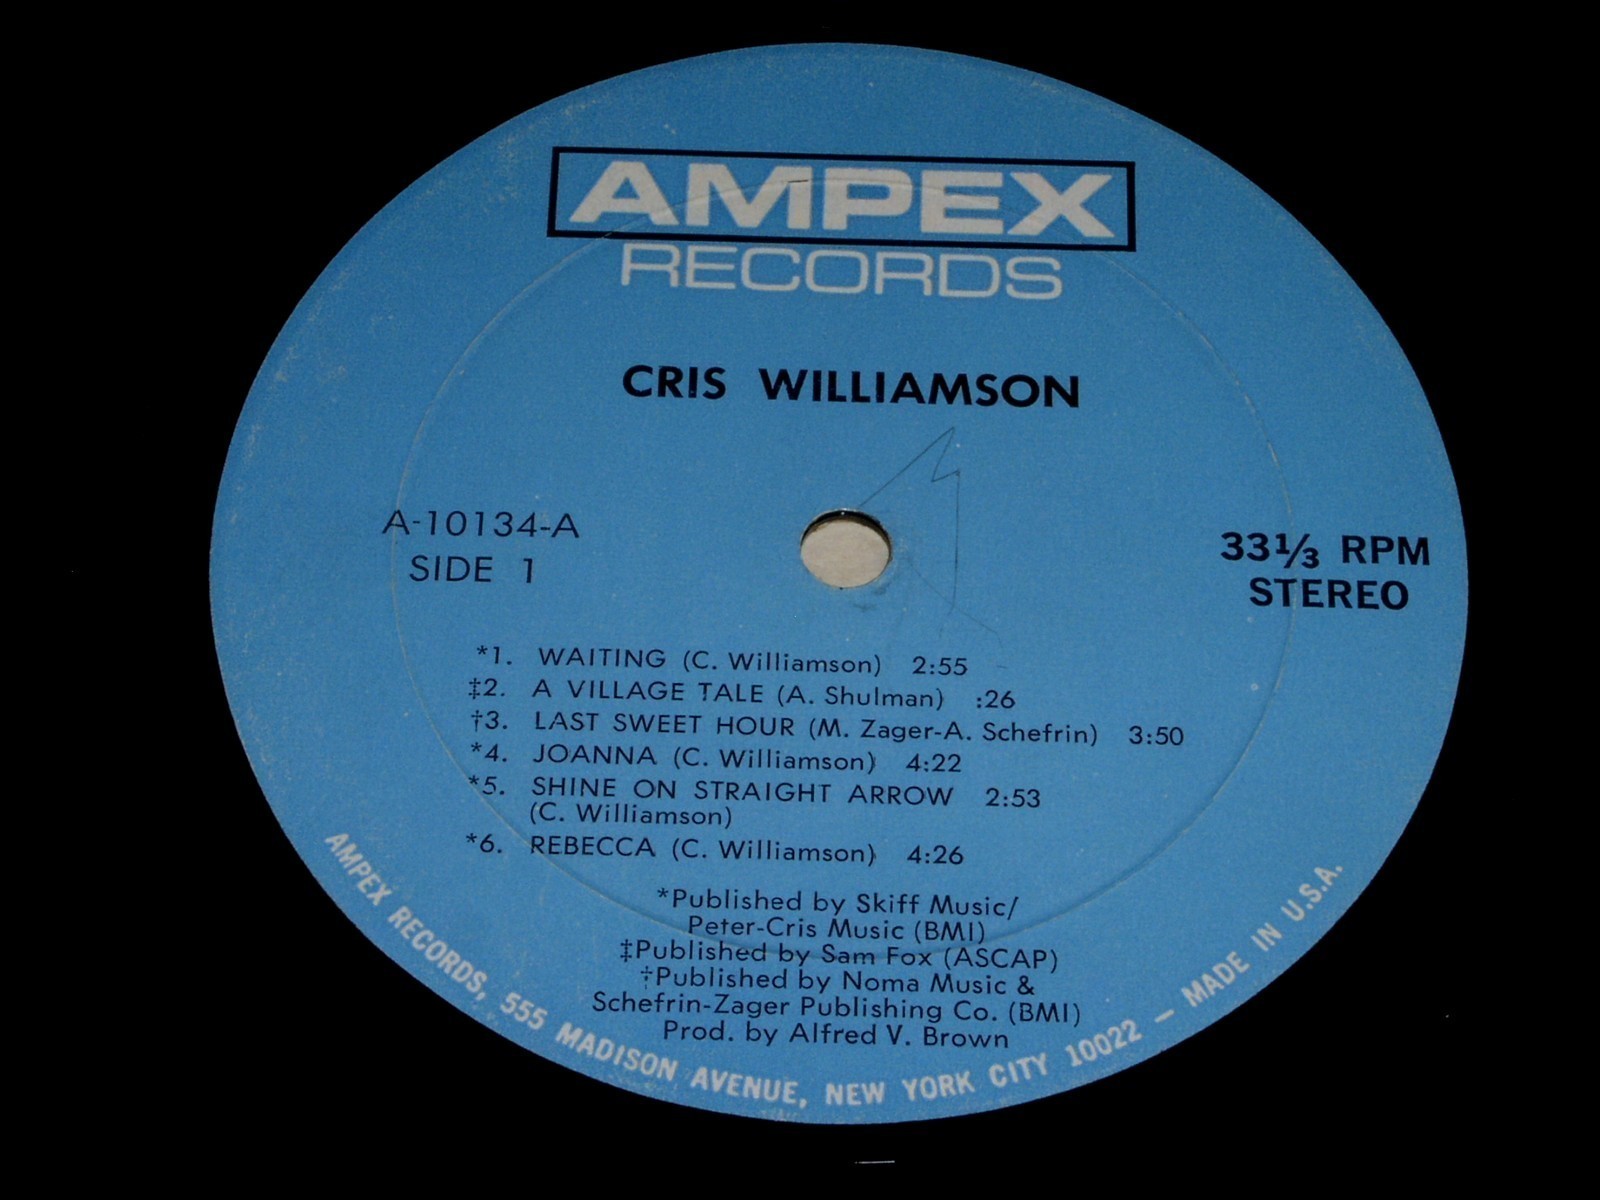 AMPEX
RECORDS
CRIS WILLIAMSON
A-10134-A
SIDE 1
33⅓ RPM
STEREO
*1. WAITING (C. Williamson) 2:55
‡2. A VILLAGE TALE (A. Shulman) :26
†3. LAST SWEET HOUR (M. Zager-A. Schefrin) 3:50
*4. JOANNA (C. Williamson) 4:22
*5. SHINE ON STRAIGHT ARROW 2:53
(C. Williamson)
*6. REBECCA (C. Williamson) 4:26
*Published by Skiff Music/
Peter-Cris Music (BMI)
‡Published by Sam Fox (ASCAP)
†Published by Noma Music &
Schefrin-Zager Publishing Co. (BMI)
Prod. by Alfred V. Brown
AMPEX RECORDS, 555 MADISON AVENUE, NEW YORK CITY 10022 — MADE IN U.S.A.